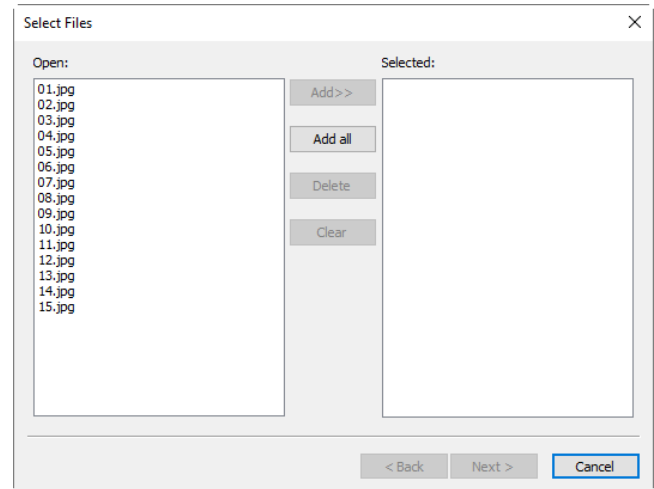 Select Files
Open:
Selected:
01.jpg
02.jpg
03.jpg
04.jpg
05.jpg
06.jpg
07.jpg
08.jpg
09.jpg
10.jpg
11.jpg
12.jpg
13.jpg
14.jpg
15.jpg
Add>>
Add all
Delete
Clear
< Back
Next >
Cancel